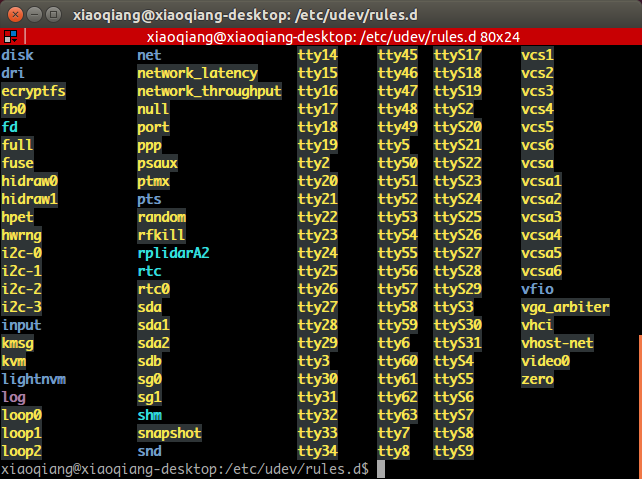 xiaoqiang@xiaoqiang-desktop: /etc/udev/rules.d
xiaoqiang@xiaoqiang-desktop: /etc/udev/rules.d 80x24
disk net tty14 tty45 ttyS17 vcs1
dri network_latency tty15 tty46 ttyS18 vcs2
ecryptfs network_throughput tty16 tty47 ttyS19 vcs3
fb0 null tty17 tty48 ttyS2 vcs4
fd port tty18 tty49 ttyS20 vcs5
full ppp tty19 tty5 ttyS21 vcs6
fuse psaux tty2 tty50 ttyS22 vcsa
hidraw0 ptmx tty20 tty51 ttyS23 vcsa1
hidraw1 pts tty21 tty52 ttyS24 vcsa2
hpet random tty22 tty53 ttyS25 vcsa3
hwrng rfkill tty23 tty54 ttyS26 vcsa4
i2c-0 rplidarA2 tty24 tty55 ttyS27 vcsa5
i2c-1 rtc tty25 tty56 ttyS28 vcsa6
i2c-2 rtc0 tty26 tty57 ttyS29 vfio
i2c-3 sda tty27 tty58 ttyS3 vga_arbiter
input sda1 tty28 tty59 ttyS30 vhci
kmsg sda2 tty29 tty6 ttyS31 vhost-net
kvm sdb tty3 tty60 ttyS4 video0
lightnvm sg0 tty30 tty61 ttyS5 zero
log sg1 tty31 tty62 ttyS6
loop0 shm tty32 tty63 ttyS7
loop1 snapshot tty33 tty7 ttyS8
loop2 snd tty34 tty8 ttyS9
xiaoqiang@xiaoqiang-desktop:/etc/udev/rules.d$